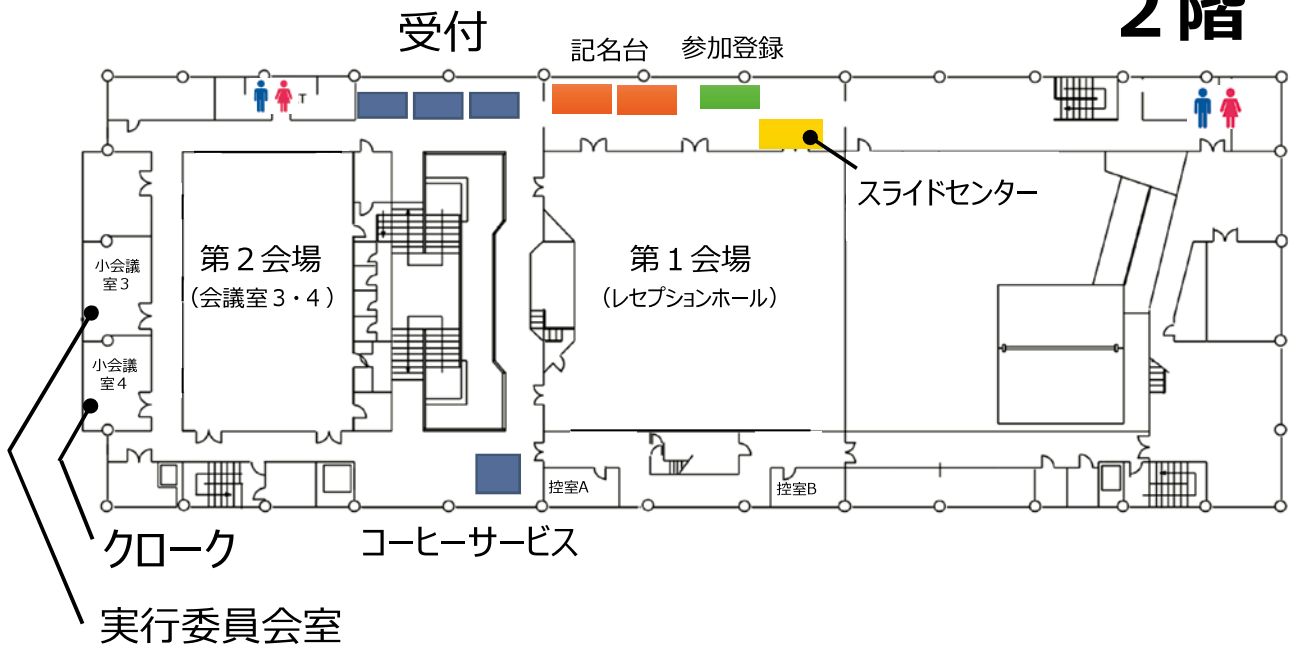 2階
受付
記名台
参加登録
T
スライドセンター
第2会場
(会議室3・4)
第1会場
(レセプションホール)
小会議
室3
小会議
室4
控室A
控室B
クローク
コーヒーサービス
実行委員会室